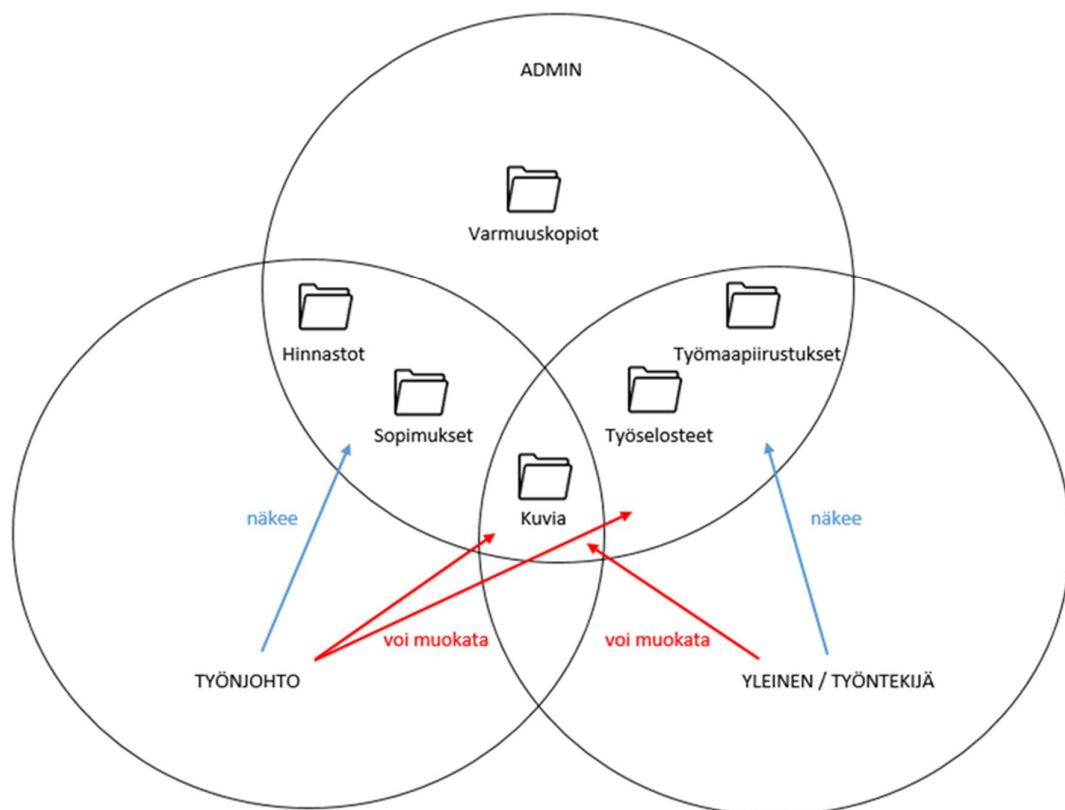 ADMIN
Varmuuskopiot
Hinnastot
Työmaapiirustukset
Sopimukset
Työselosteet
Kuvia
näkee
näkee
voi muokata
voi muokata
TYÖNJOHTO
YLEINEN / TYÖNTEKIJÄ